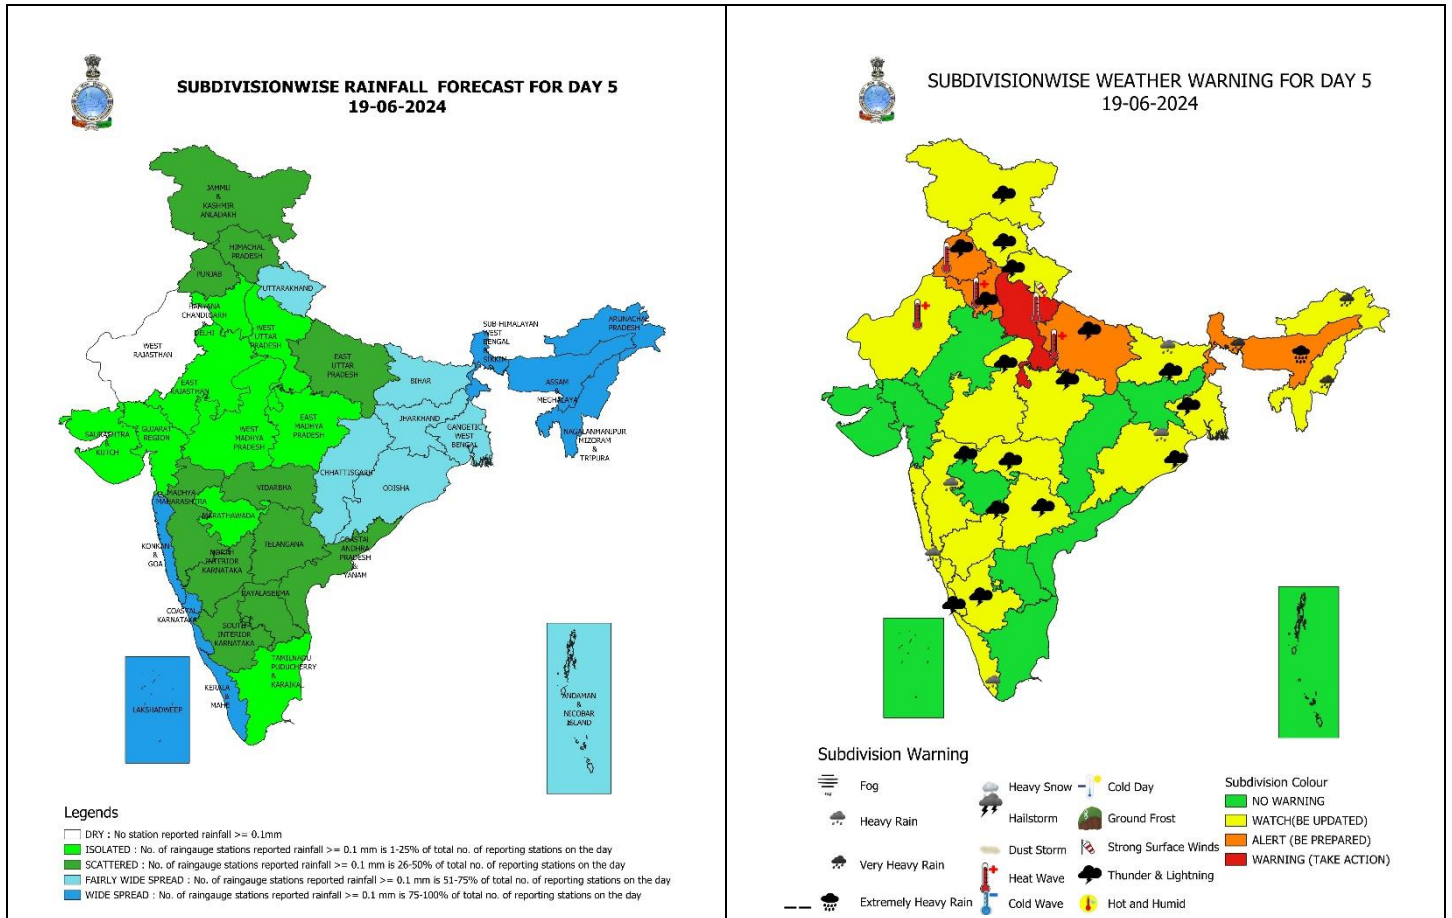 SUBDIVISIONWISE RAINFALL FORECAST FOR DAY 5
19-06-2024
JAMMU
&
KASHMIR
ANLADAKH
HIMACHAL
PRADESH
PUNJAB
UTTARAKHAND
HARYANA
CHANDIGARH
&
DELHI
WEST
UTTAR
PRADESH
WEST
RAJASTHAN
EAST
UTTAR
PRADESH
SUB-HIMALAYAN
WEST
BENGAL
&
SIKKIM
ARUNACHAL
PRADESH
BIHAR
ASSAM
&
MEGHALAYA
EAST
RAJASTHAN
EAST
MADHYA
PRADESH
JHARKHAND
GANGETIC
WEST
BENGAL
NAGALANMANIPUR
MIZORAM
&
TRIPURA
SAURASHTRA
&
KUTCH
GUJARAT
REGION
WEST
MADHYA
PRADESH
CHHATTISGARH
ODISHA
MADHYA
MAHARASHTRA
VIDARBHA
MARATHAWADA
KONKAN
&
GOA
NORTH
INTERIOR
KARNATAKA
TELANGANA
COASTAL
ANDHRA
PRADESH
&
YANAM
RAYALASEEMA
COASTAL
KARNATAKA
SOUTH
INTERIOR
KARNATAKA
TAMILNADU
PUDUCHERRY
&
KARAIKAL
KERALA
&
MAHE
LAKSHADWEEP
ANDAMAN
&
NICOBAR
ISLAND
Legends
DRY : No station reported rainfall >= 0.1mm
ISOLATED : No. of raingauge stations reported rainfall >= 0.1 mm is 1-25% of total no. of reporting stations on the day
SCATTERED : No. of raingauge stations reported rainfall >= 0.1 mm is 26-50% of total no. of reporting stations on the day
FAIRLY WIDE SPREAD : No. of raingauge stations reported rainfall >= 0.1 mm is 51-75% of total no. of reporting stations on the day
WIDE SPREAD : No. of raingauge stations reported rainfall >= 0.1 mm is 75-100% of total no. of reporting stations on the day
SUBDIVISIONWISE WEATHER WARNING FOR DAY 5
19-06-2024
Subdivision Warning
Fog
Heavy Rain
Very Heavy Rain
Extremely Heavy Rain
Heavy Snow
Hailstorm
Dust Storm
Heat Wave
Cold Wave
Cold Day
Ground Frost
Strong Surface Winds
Thunder & Lightning
Hot and Humid
Subdivision Colour
NO WARNING
WATCH(BE UPDATED)
ALERT (BE PREPARED)
WARNING (TAKE ACTION)